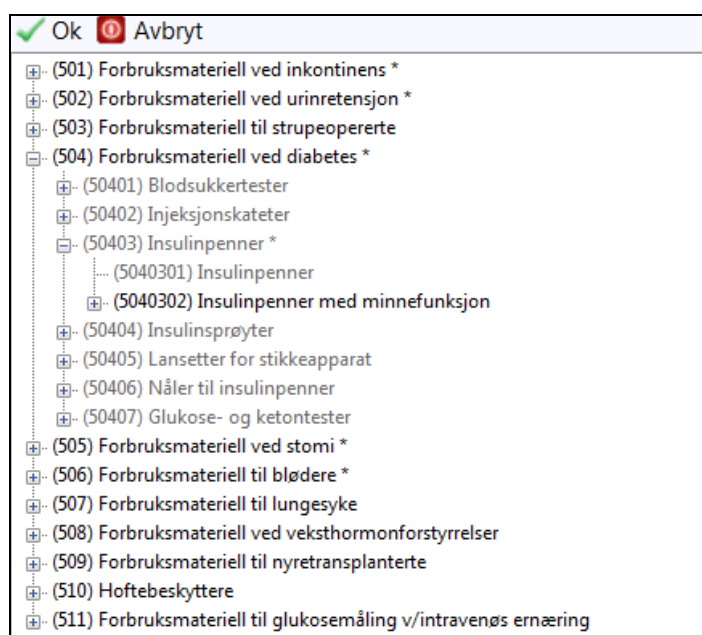 Ok Avbryt
(501) Forbruksmateriell ved inkontinens *
(502) Forbruksmateriell ved urinretensjon *
(503) Forbruksmateriell til strupeopererte
(504) Forbruksmateriell ved diabetes *
(50401) Blodsukkertester
(50402) Injeksjonskateter
(50403) Insulinpenner *
(5040301) Insulinpenner
(5040302) Insulinpenner med minnefunksjon
(50404) Insulinsprøyter
(50405) Lansetter for stikkeapparat
(50406) Nåler til insulinpenner
(50407) Glukose- og ketontester
(505) Forbruksmateriell ved stomi *
(506) Forbruksmateriell til blødere *
(507) Forbruksmateriell til lungesyke
(508) Forbruksmateriell ved veksthormonforstyrrelser
(509) Forbruksmateriell til nyretransplanterte
(510) Hoftebeskyttere
(511) Forbruksmateriell til glukosemåling v/intravenøs ernæring